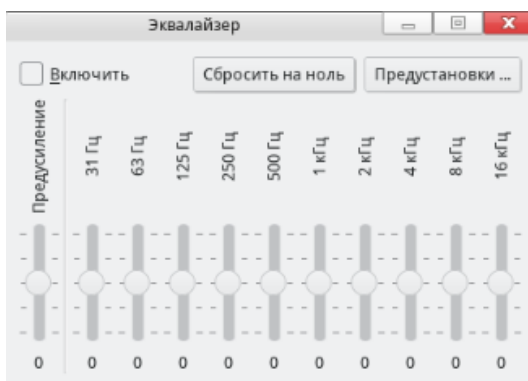 Эквалайзер
Включить
Сбросить на ноль
Предустановки ...
Предусиление
31 Гц
63 Гц
125 Гц
250 Гц
500 Гц
1 кГц
2 кГц
4 кГц
8 кГц
16 кГц
0 0 0 0 0 0 0 0 0 0 0